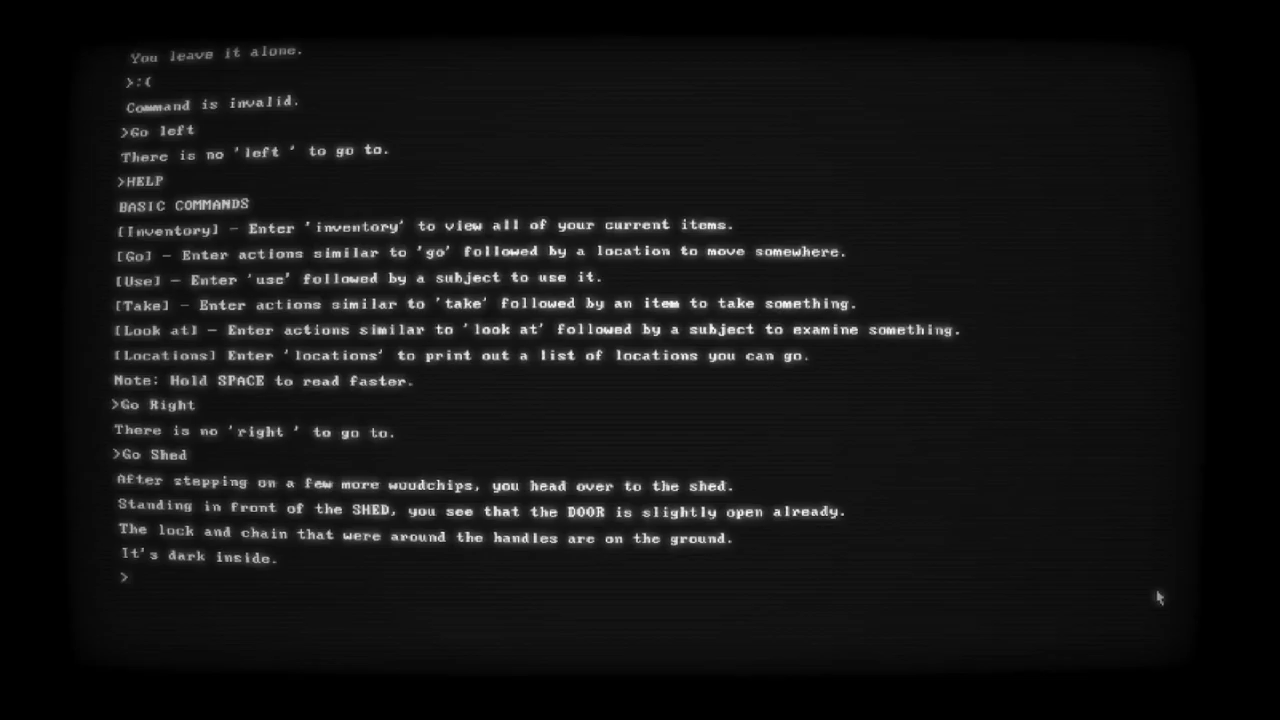 You leave it alone.
>:(
Command is invalid.
>Go left
There is no 'left ' to go to.
>HELP
BASIC COMMANDS
[Inventory] - Enter 'inventory' to view all of your current items.
[Go] - Enter actions similar to 'go' followed by a location to move somewhere.
[Use] - Enter 'use' followed by a subject to use it.
[Take] - Enter actions similar to 'take' followed by an item to take something.
[Look at] - Enter actions similar to 'look at' followed by a subject to examine something.
[Locations] Enter 'locations' to print out a list of locations you can go.
Note: Hold SPACE to read faster.
>Go Right
There is no 'right ' to go to.
>Go Shed
After stepping on a few more woodchips, you head over to the shed.
Standing in front of the SHED, you see that the DOOR is slightly open already.
The lock and chain that were around the handles are on the ground.
It's dark inside.
>